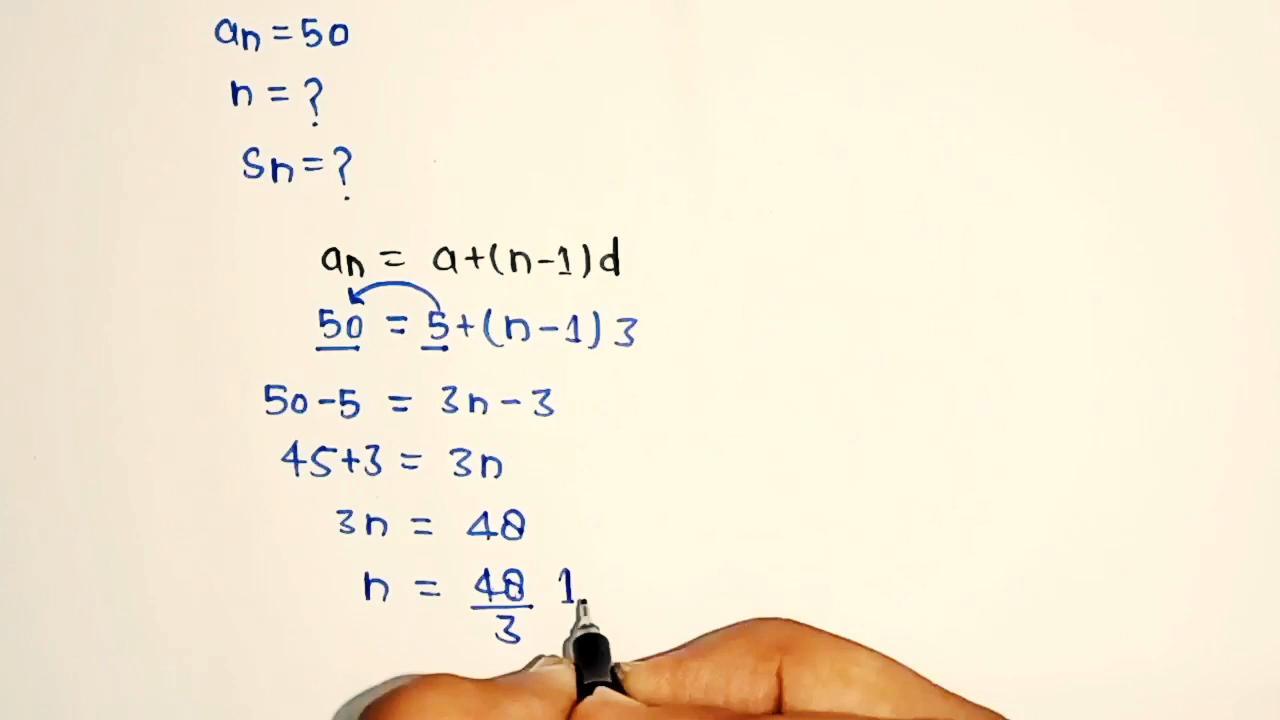 an = 50
n = ?
Sn = ?
an = a+(n-1)d
50 = 5+(n-1)3
50-5 = 3n-3
45+3 = 3n
3n = 48
n = 48/3 1